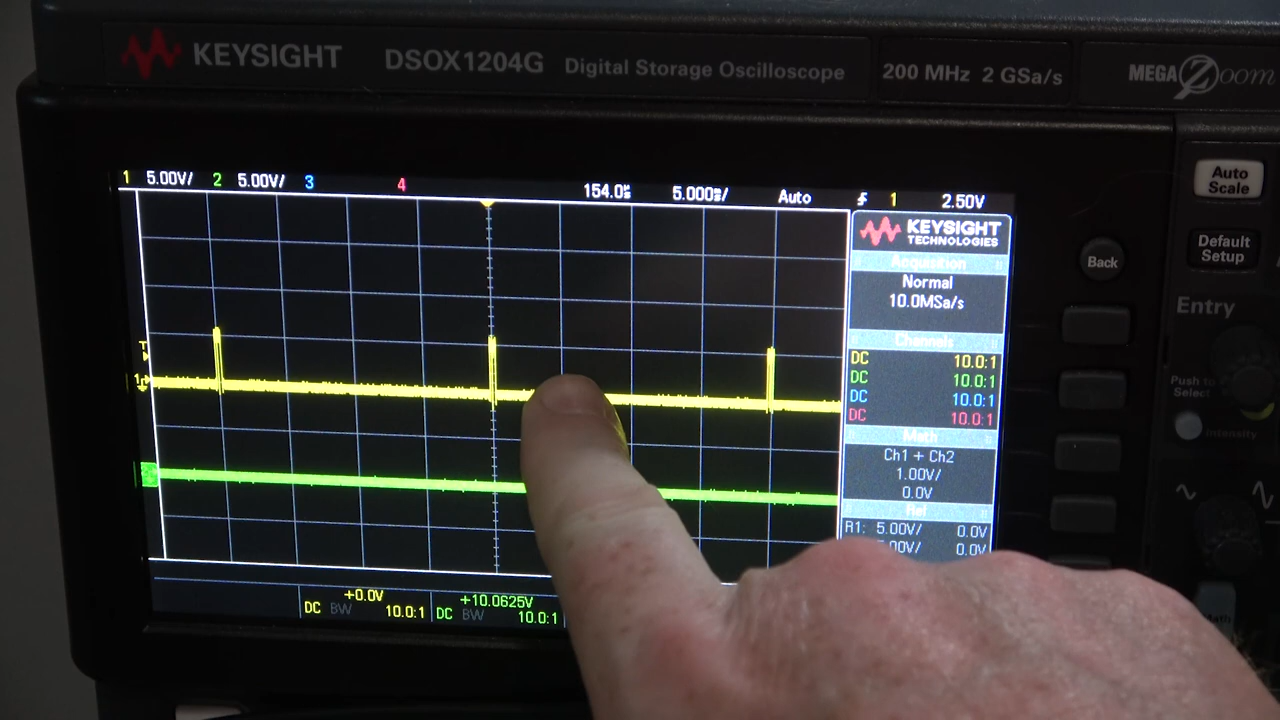 KEYSIGHT DSOX1204G Digital Storage Oscilloscope 200 MHz 2 GSa/s MEGA Zoom
1 5.00V/ 2 5.00V/ 3 4 154.0 5.000 / Auto 1 2.50V
KEYSIGHT
TECHNOLOGIES
Acquisition
Normal
10.0MSa/s
Channels
DC 10.0:1
DC 10.0:1
DC 10.0:1
DC 10.0:1
Math
Ch1 + Ch2
1.00V/
0.0V
Ref
R1: 5.00V/ 0.0V
.00V/ 0.0V
+0.0V
DC BW 10.0:1
+10.0625V
DC BW 10.0:1
Auto
Scale
Default
Setup
Back
Entry
Push to
Select
Intensity
Math